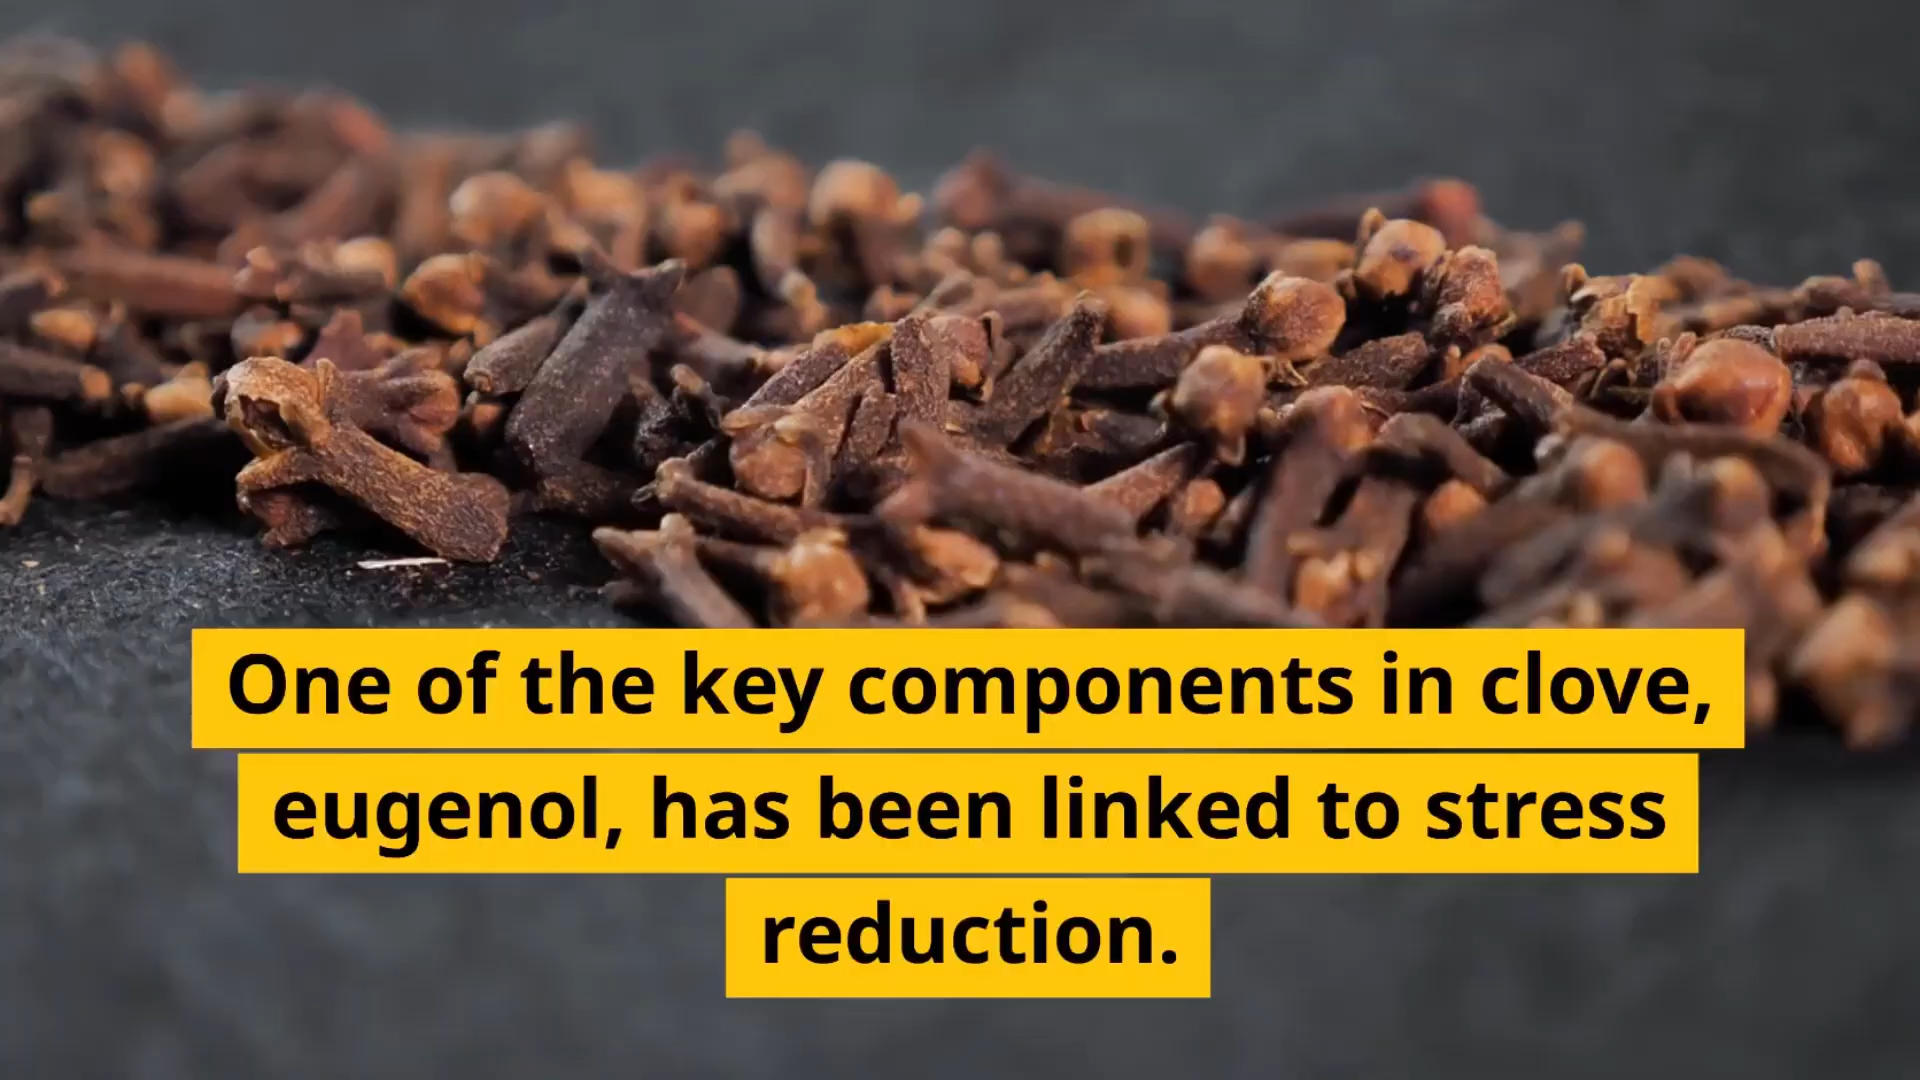 One of the key components in clove,
eugenol, has been linked to stress
reduction.